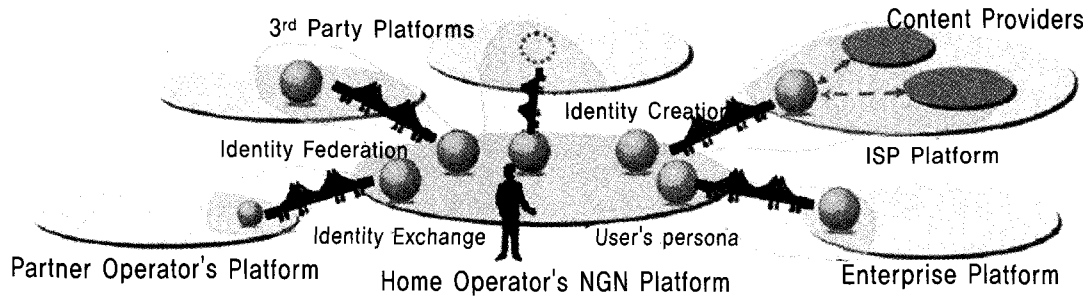 Content Providers
3rd Party Platforms
Identity Creation
Identity Federation
ISP Platform
Identity Exchange
User's persona
Partner Operator's Platform
Home Operator's NGN Platform
Enterprise Platform